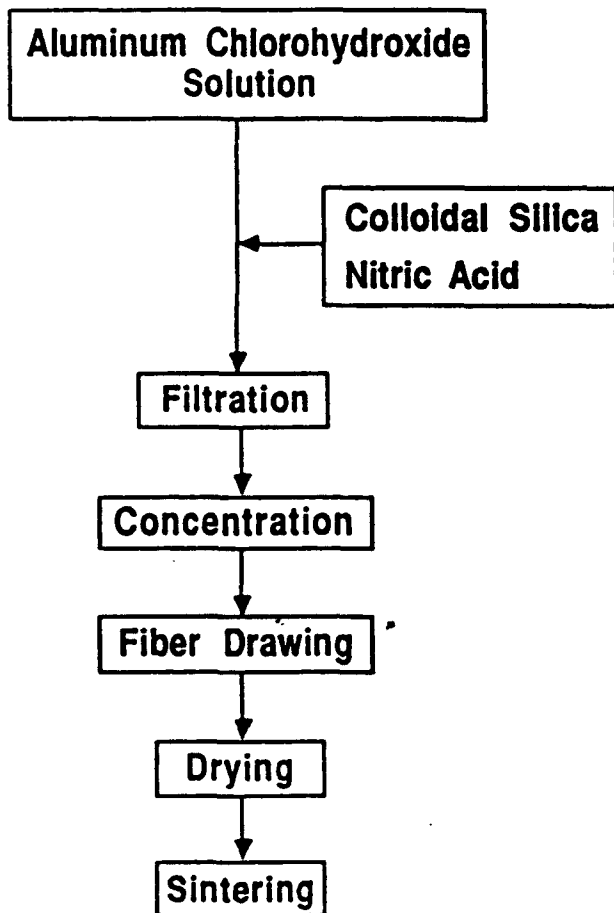 Aluminum Chlorohydroxide
Solution
Colloidal Silica
Nitric Acid
Filtration
Concentration
Fiber Drawing
Drying
Sintering